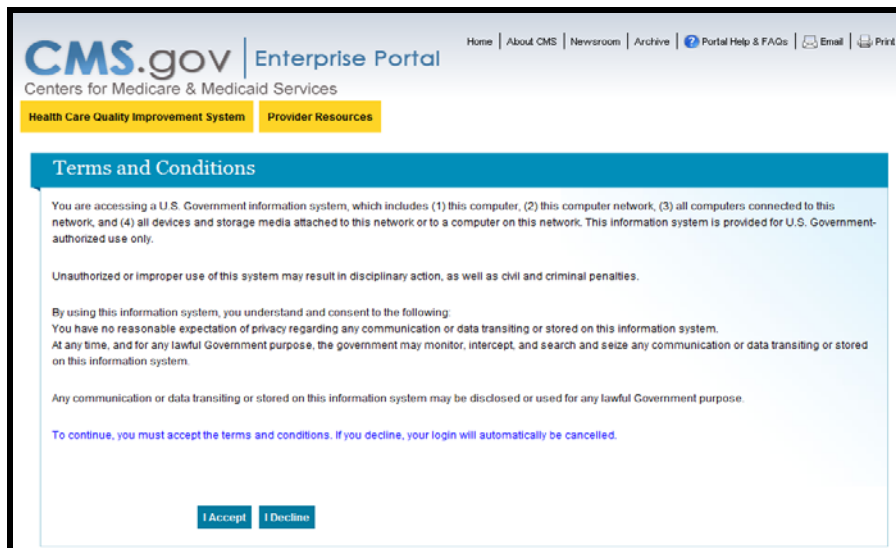 Home | About CMS | Newsroom | Archive | Portal Help & FAQs | Email | Print
CMS.gov | Enterprise Portal
Centers for Medicare & Medicaid Services
Health Care Quality Improvement System Provider Resources
Terms and Conditions
You are accessing a U.S. Government information system, which includes (1) this computer, (2) this computer network, (3) all computers connected to this
network, and (4) all devices and storage media attached to this network or to a computer on this network. This information system is provided for U.S. Government-
authorized use only.
Unauthorized or improper use of this system may result in disciplinary action, as well as civil and criminal penalties.
By using this information system, you understand and consent to the following:
You have no reasonable expectation of privacy regarding any communication or data transiting or stored on this information system.
At any time, and for any lawful Government purpose, the government may monitor, intercept, and search and seize any communication or data transiting or stored
on this information system.
Any communication or data transiting or stored on this information system may be disclosed or used for any lawful Government purpose.
To continue, you must accept the terms and conditions. If you decline, your login will automatically be cancelled.
I Accept I Decline